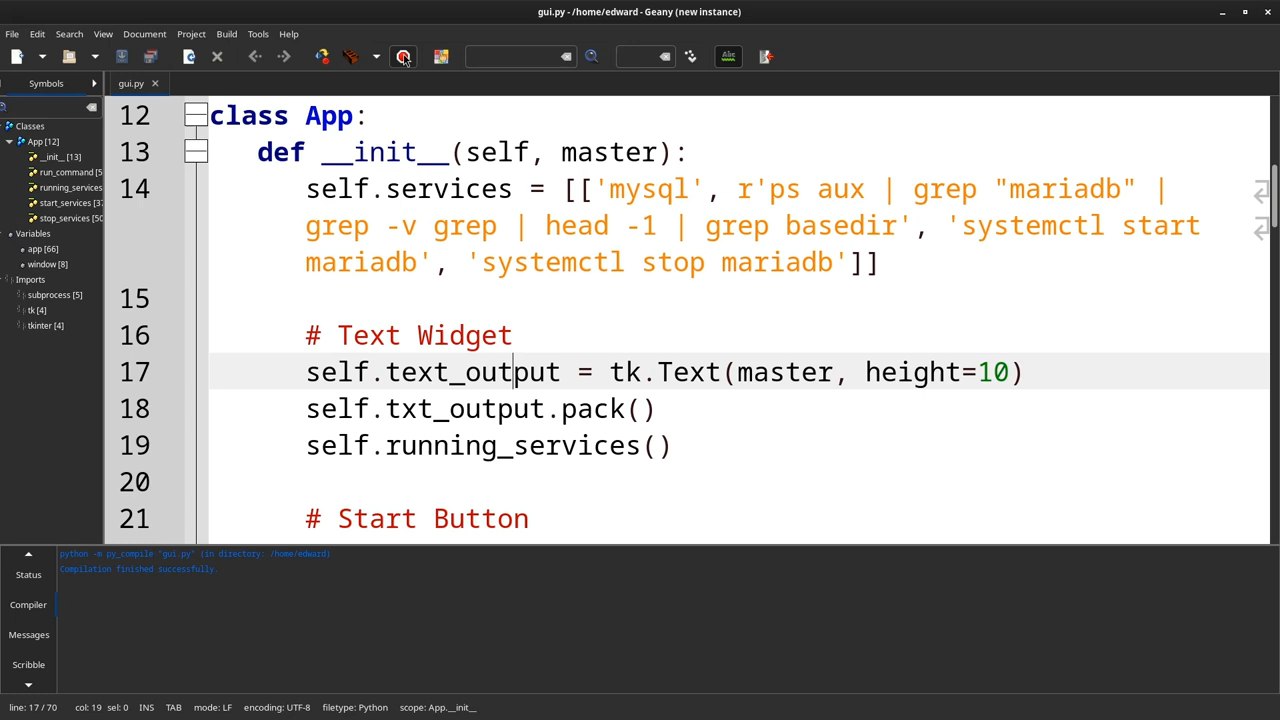 gui.py - /home/edward - Geany (new instance)
File Edit Search View Document Project Build Tools Help
Abc
Symbols
gui.py
Classes
App [12]
__init__ [13]
run_command [5
running_services
start_services [37
stop_services [50
Variables
app [66]
window [8]
Imports
subprocess [5]
tk [4]
tkinter [4]
12 class App:
13 def __init__(self, master):
14 self.services = [['mysql', r'ps aux | grep "mariadb" |
grep -v grep | head -1 | grep basedir', 'systemctl start
mariadb', 'systemctl stop mariadb']]
15
16 # Text Widget
17 self.text_output = tk.Text(master, height=10)
18 self.txt_output.pack()
19 self.running_services()
20
21 # Start Button
Status
Compiler
Messages
Scribble
python -m py_compile "gui.py" (in directory: /home/edward)
Compilation finished successfully.
line: 17 / 70 col: 19 sel: 0 INS TAB mode: LF encoding: UTF-8 filetype: Python scope: App.__init__